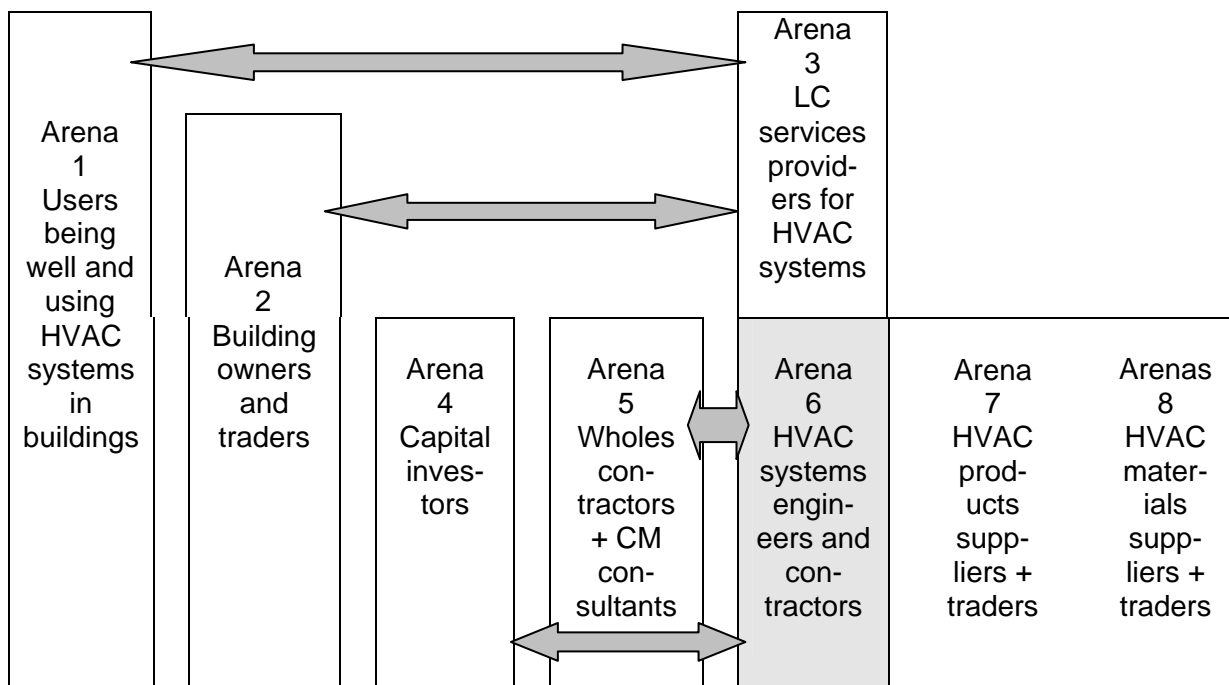 Arena
1
Users
being
well and
using
HVAC
systems
in
buildings
Arena
2
Building
owners
and
traders
Arena
3
LC
services
provid-
ers for
HVAC
systems
Arena
4
Capital
inves-
tors
Arena
5
Wholes
con-
tractors
+ CM
con-
sultants
Arena
6
HVAC
systems
engin-
eers and
con-
tractors
Arena
7
HVAC
prod-
ucts
supp-
liers +
traders
Arenas
8
HVAC
mater-
ials
supp-
liers +
traders